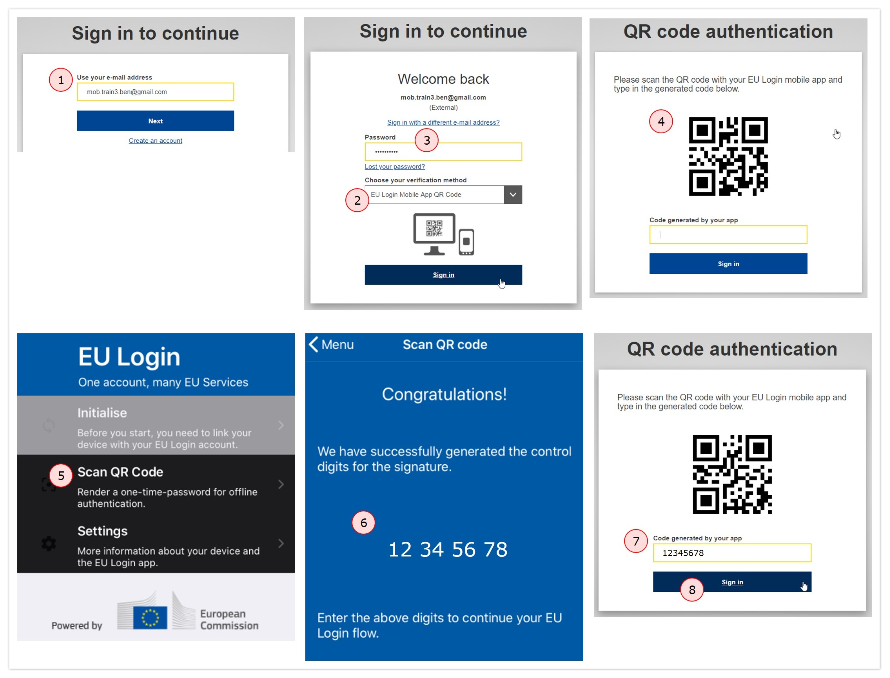 Sign in to continue
1
Use your e-mail address
mob.train3.ben@gmail.com
Next
Create an account
Sign in to continue
Welcome back
mob.train3.ben@gmail.com
(External)
Sign in with a different e-mail address?
Password
3
••••••••••
Lost your password?
Choose your verification method
2
EU Login Mobile App QR Code
Sign in
QR code authentication
Please scan the QR code with your EU Login mobile app and
type in the generated code below.
4
Code generated by your app
Sign in
EU Login
One account, many EU Services
Initialise
Before you start, you need to link your
device with your EU Login account.
5
Scan QR Code
Render a one-time-password for offline
authentication.
Settings
More information about your device and
the EU Login app.
Powered by
European
Commission
Menu
Scan QR code
Congratulations!
We have successfully generated the control
digits for the signature.
6
12 34 56 78
Enter the above digits to continue your EU
Login flow.
QR code authentication
Please scan the QR code with your EU Login mobile app and
type in the generated code below.
7
Code generated by your app
12345678
8
Sign in